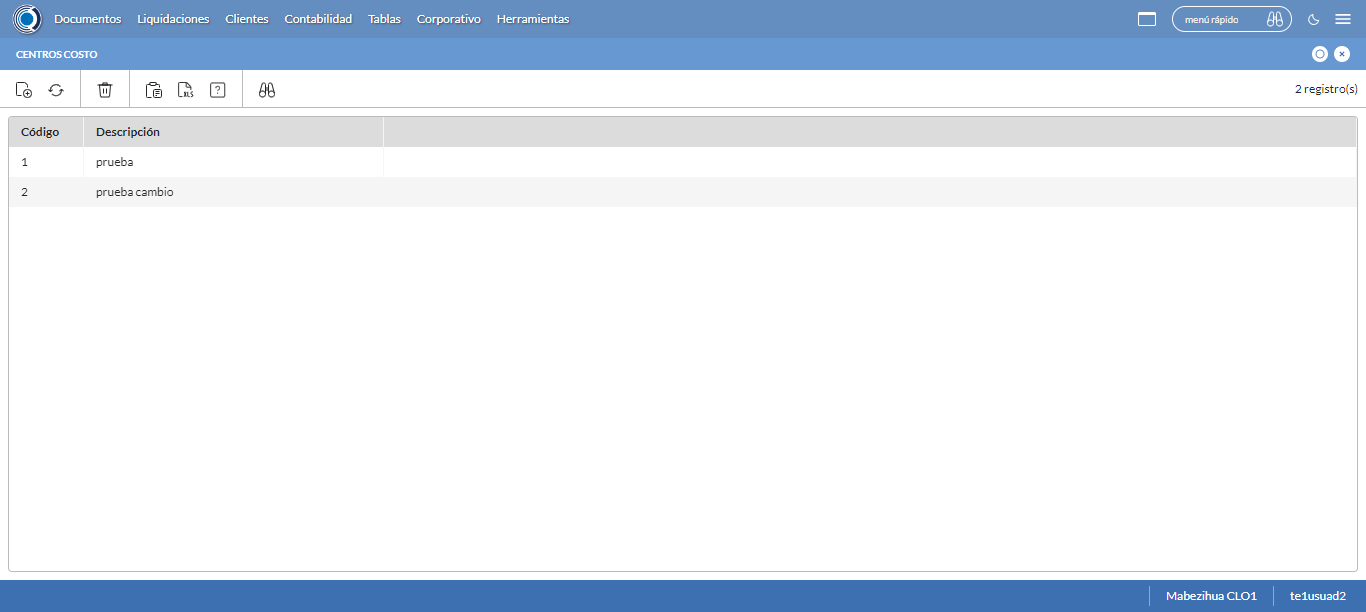 Documentos Liquidaciones Clientes Contabilidad Tablas Corporativo Herramientas menú rápido
CENTROS COSTO
XLS ? 2 registro(s)
Código Descripción
1 prueba
2 prueba cambio
Mabezihua CLO1 te1usuad2